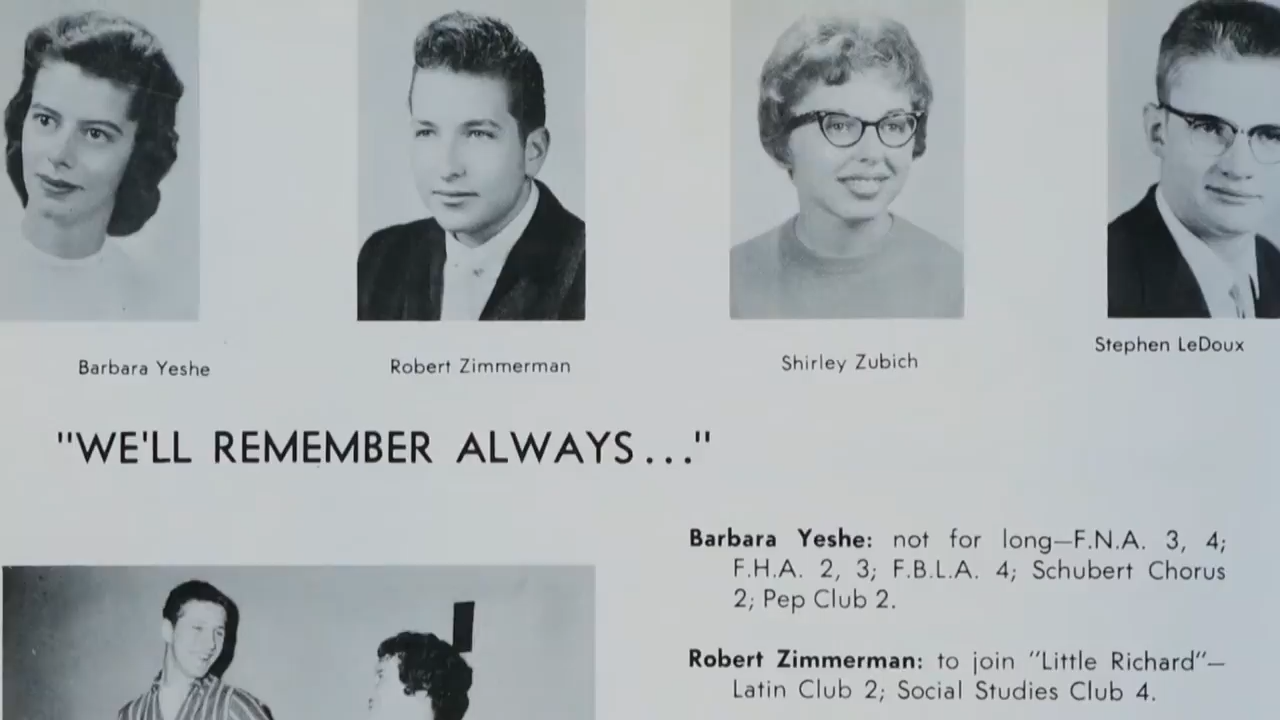 Barbara Yeshe
Robert Zimmerman
Shirley Zubich
Stephen LeDoux
"WE'LL REMEMBER ALWAYS..."
Barbara Yeshe: not for long—F.N.A. 3, 4;
F.H.A. 2, 3; F.B.L.A. 4; Schubert Chorus
2; Pep Club 2.
Robert Zimmerman: to join "Little Richard"—
Latin Club 2; Social Studies Club 4.